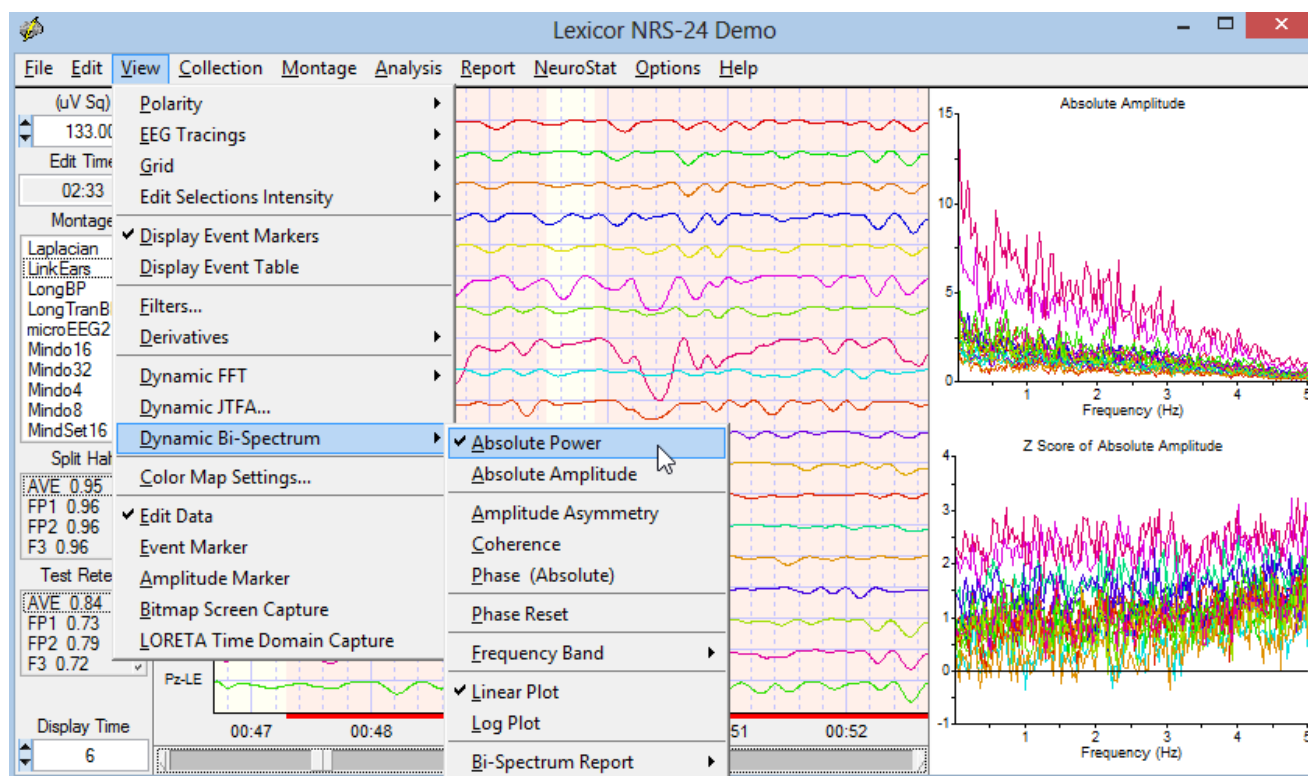 Lexicor NRS-24 Demo
File Edit View Collection Montage Analysis Report NeuroStat Options Help
(uV Sq)
133.00
Edit Time
02:33
Montage
Laplacian
LinkEars
LongBP
LongTranB
microEEG2
Mindo16
Mindo32
Mindo4
Mindo8
MindSet16
Split Hal
AVE 0.95
FP1 0.96
FP2 0.96
F3 0.96
Test Rete
AVE 0.84
FP1 0.73
FP2 0.79
F3 0.72
Display Time
6
Polarity
EEG Tracings
Grid
Edit Selections Intensity
Display Event Markers
Display Event Table
Filters...
Derivatives
Dynamic FFT
Dynamic JTFA...
Dynamic Bi-Spectrum
Color Map Settings...
Edit Data
Event Marker
Amplitude Marker
Bitmap Screen Capture
LORETA Time Domain Capture
Absolute Power
Absolute Amplitude
Amplitude Asymmetry
Coherence
Phase (Absolute)
Phase Reset
Frequency Band
Linear Plot
Log Plot
Bi-Spectrum Report
Pz-LE
00:47 00:48 51 00:52
Absolute Amplitude
15
10
5
0
1 2 3 4 5
Frequency (Hz)
Z Score of Absolute Amplitude
4
3
2
1
0
-1
1 2 3 4 5
Frequency (Hz)